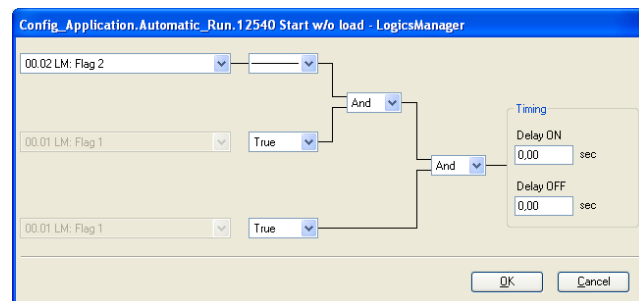 Config_Application.Automatic_Run.12540 Start w/o load - LogicsManager
00.02 LM: Flag 2
And
Timing
00.01 LM: Flag 1
True
Delay ON
0,00
sec
And
Delay OFF
0,00
sec
00.01 LM: Flag 1
True
OK
Cancel